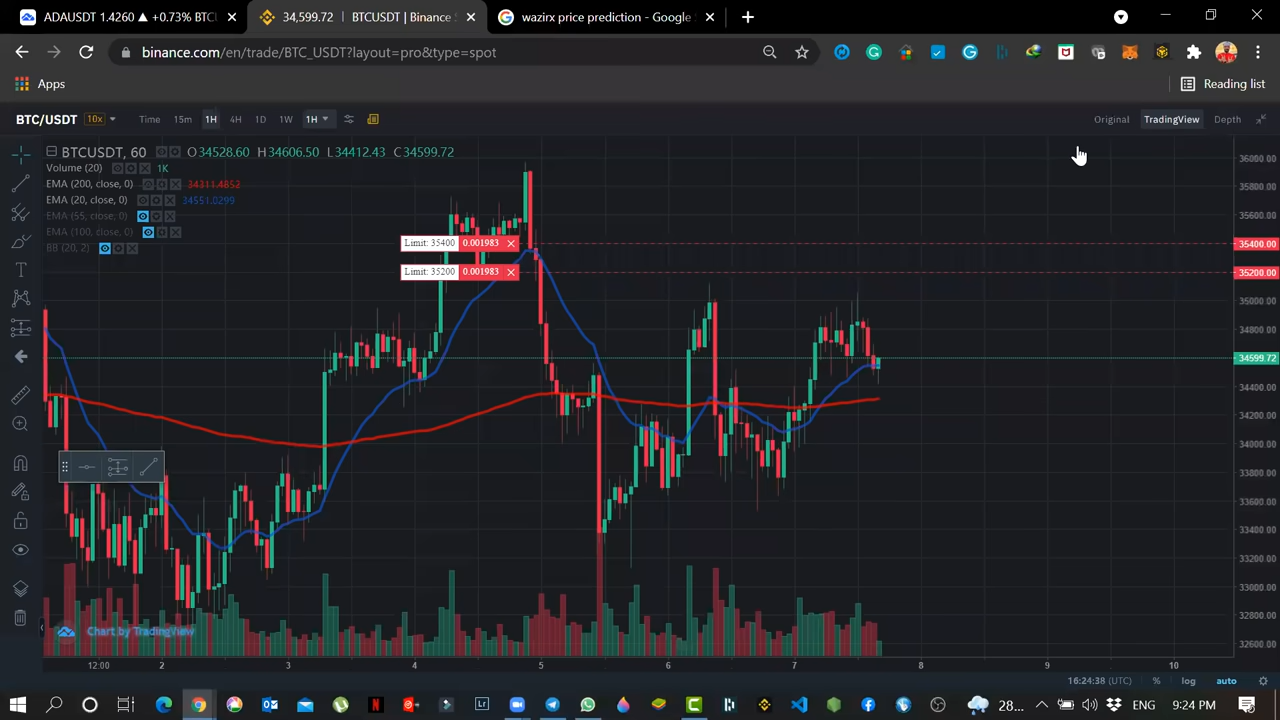 ADAUSDT 1.4260 ▲ +0.73% BTC
34,599.72 | BTCUSDT | Binance
wazirx price prediction - Google
binance.com/en/trade/BTC_USDT?layout=pro&type=spot
Apps
Reading list
BTC/USDT 10x Time 15m 1H 4H 1D 1W 1H Original TradingView Depth
BTCUSDT, 60 O34528.60 H34606.50 L34412.43 C34599.72
Volume (20) 1K
EMA (200, close, 0) 34311.4852
EMA (20, close, 0) 34551.0299
EMA (55, close, 0)
EMA (100, close, 0)
BB (20, 2)
Limit: 35400 0.001983
Limit: 35200 0.001983
36000.00
35800.00
35600.00
35400.00
35200.00
35000.00
34800.00
34599.72
34400.00
34200.00
34000.00
33800.00
33600.00
33400.00
33200.00
33000.00
32800.00
32600.00
Chart by TradingView
12:00 2 3 4 5 6 7 8 9 10
16:24:38 (UTC) % log auto
28... ENG 9:24 PM